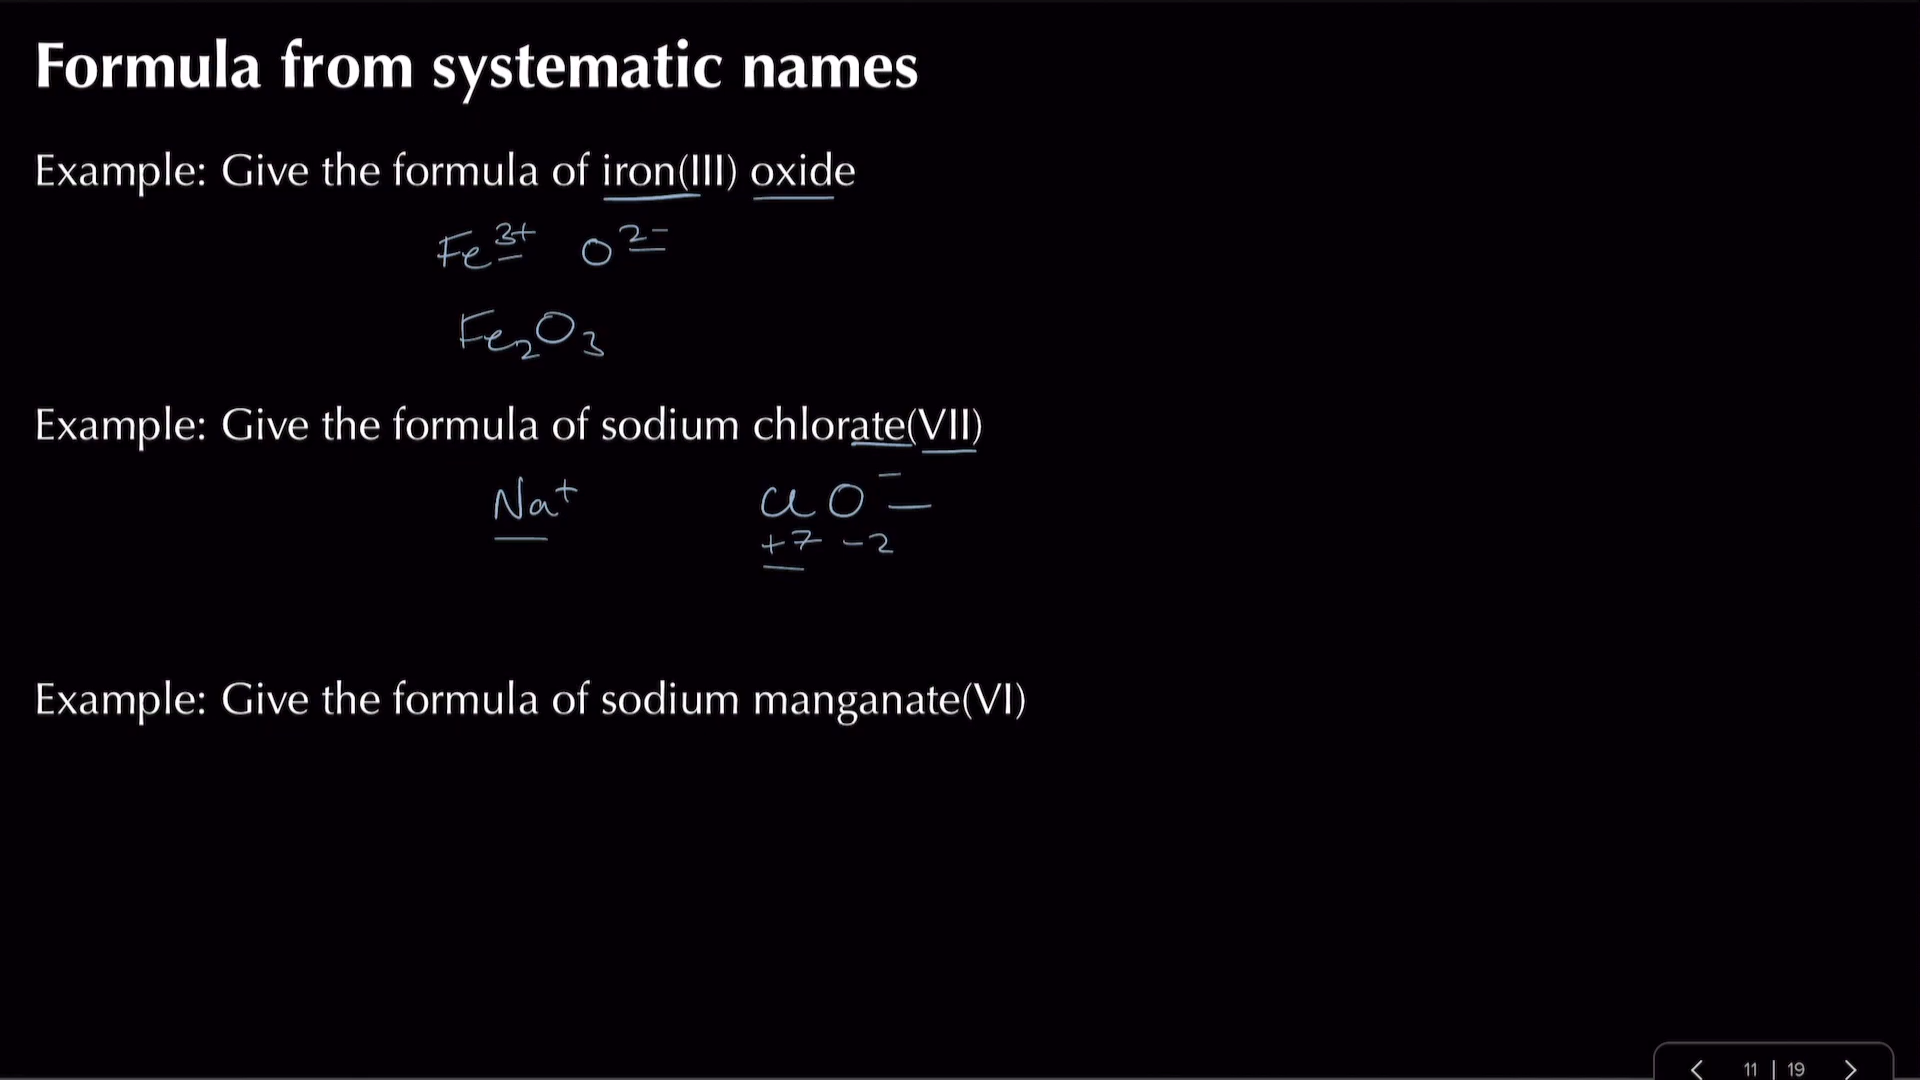 Formula from systematic names
Example: Give the formula of iron(III) oxide
Fe³⁺ O²⁻
Fe₂O₃
Example: Give the formula of sodium chlorate(VII)
Na⁺ ClO⁻
+7 -2
Example: Give the formula of sodium manganate(VI)
< 11 | 19 >